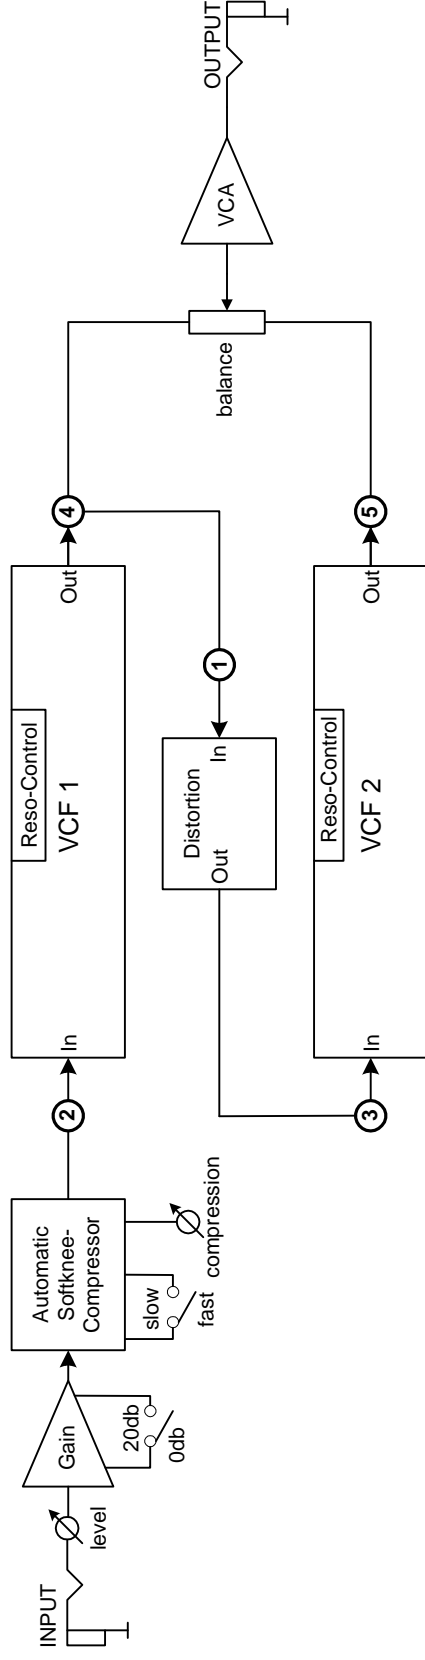 INPUT
level
Gain
20db
0db
Automatic
Softknee-
Compressor
slow
fast
compression
2
In
Reso-Control
VCF 1
Out
4
1
In
Distortion
Out
3
In
Reso-Control
VCF 2
Out
5
balance
VCA
OUTPUT